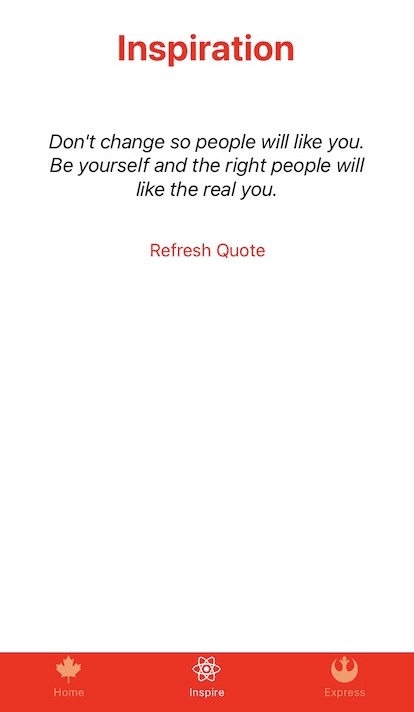 Inspiration
Don't change so people will like you.
Be yourself and the right people will
like the real you.
Refresh Quote
Home
Inspire
Express